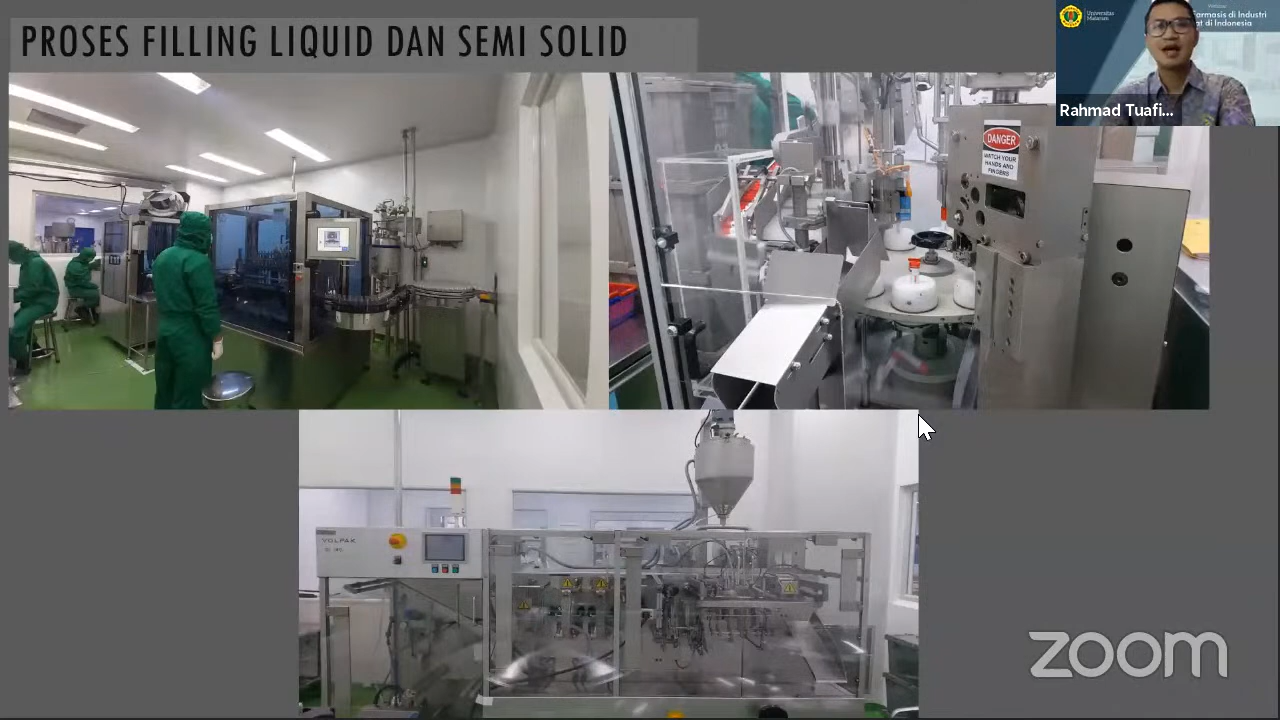 PROSES FILLING LIQUID DAN SEMI SOLID
Universitas
Mataram
Webinar
Farmasis di Industri
at di Indonesia
Rahmad Tuafi...
DANGER
WATCH YOUR
HANDS AND
FINGERS
VOLPAK
zoom